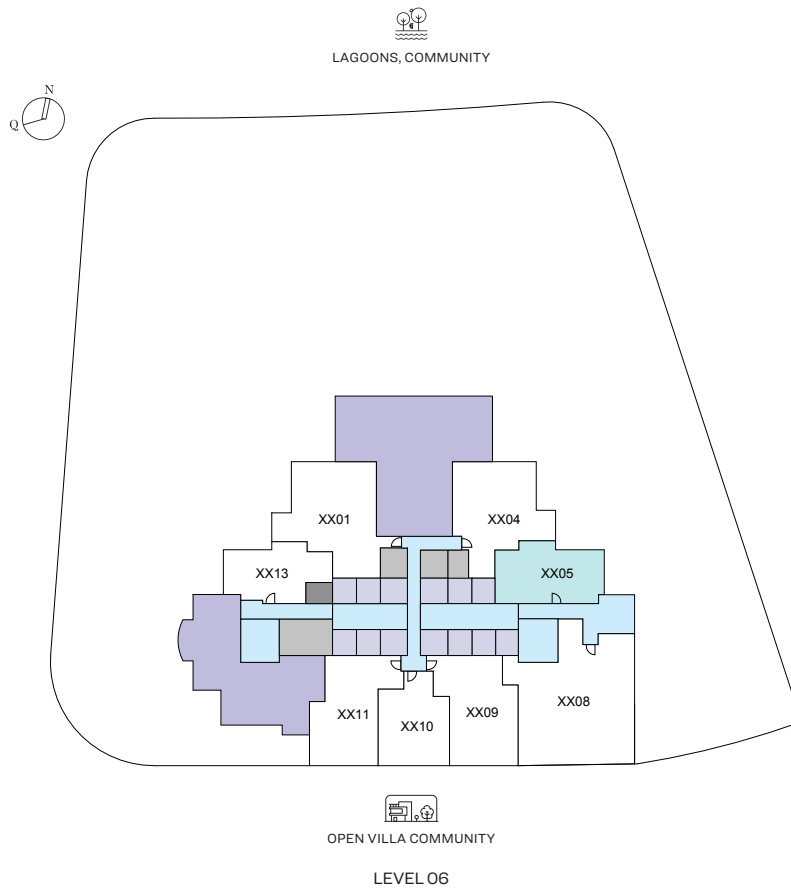 LAGOONS, COMMUNITY
N
Q
XX01
XX04
XX13
XX05
XX11
XX10
XX09
XX08
OPEN VILLA COMMUNITY
LEVEL 06